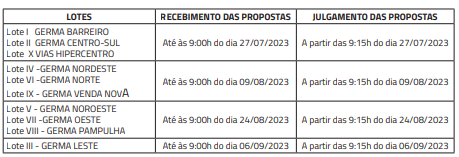 LOTES RECEBIMENTO DAS PROPOSTAS JULGAMENTO DAS PROPOSTAS
Lote I GERMA BARREIRO
Lote II GERMA CENTRO-SUL
Lote X VIAS HIPERCENTRO
Até às 9:00h do dia 27/07/2023 A partir das 9:15h do dia 27/07/2023
Lote IV -GERMA NORDESTE
Lote VI -GERMA NORTE
Lote IX - GERMA VENDA NOVA
Até às 9:00h do dia 09/08/2023 A partir das 9:15h do dia 09/08/2023
Lote V - GERMA NOROESTE
Lote VII -GERMA OESTE
Lote VIII - GERMA PAMPULHA
Até às 9:00h do dia 24/08/2023 A partir das 9:15h do dia 24/08/2023
Lote III - GERMA LESTE Até às 9:00h do dia 06/09/2023 A partir das 9:15h do dia 06/09/2023